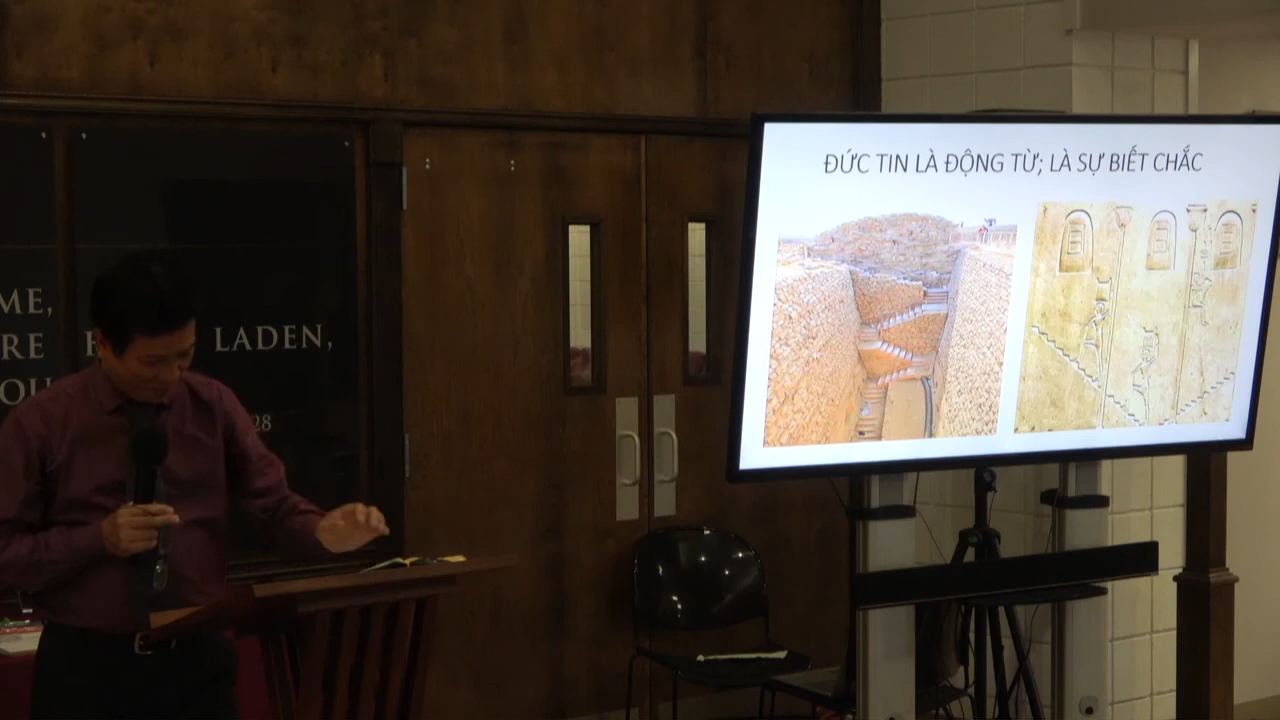 ĐỨC TIN LÀ ĐỘNG TỪ; LÀ SỰ BIẾT CHẮC
ME,
RE
LADEN,
OU
28